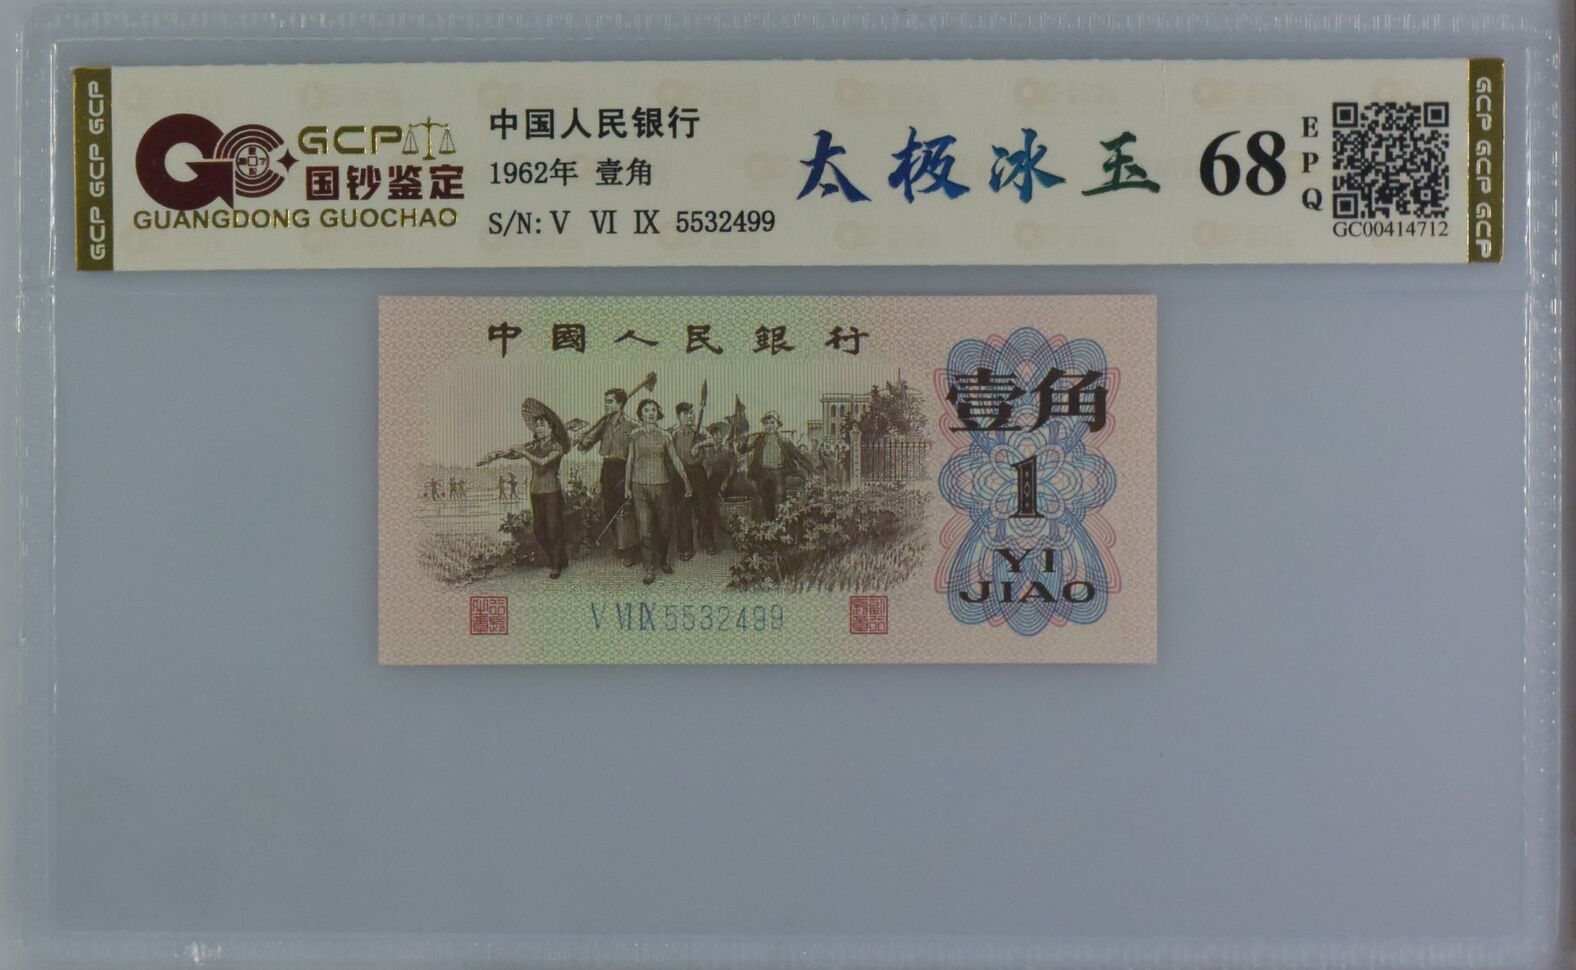 GCP GCP GCP
GCP
国钞鉴定
GUANGDONG GUOCHAO
中国人民银行
1962年 壹角
S/N: V VI IX 5532499
太极冰玉
68
EPQ
GC00414712
GCP GCP GCP
中國人民銀行
壹角
1
YI
JIAO
V VI IX 5532499